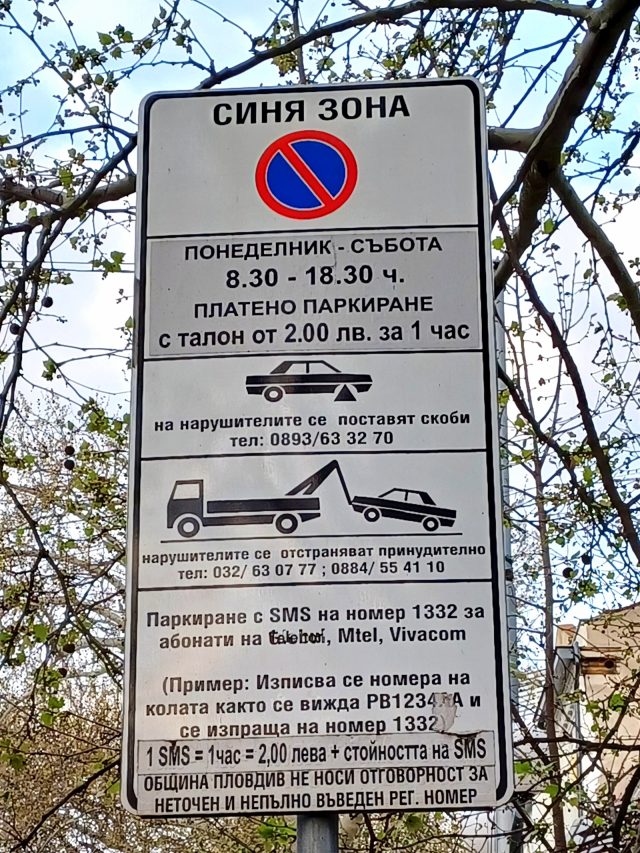 СИНЯ ЗОНА
ПОНЕДЕЛНИК - СЪБОТА
8.30 - 18.30 ч.
ПЛАТЕНО ПАРКИРАНЕ
с талон от 2.00 лв. за 1 час
на нарушителите се поставят скоби
тел: 0893/63 32 70
нарушителите се отстраняват принудително
тел: 032/ 63 07 77 ; 0884/ 55 41 10
Паркиране с SMS на номер 1332 за
абонати на Mtel, Vivacom
(Пример: Изписва се номера на
колата както се вижда и
се изпраща на номер 1332
1 SMS = 1час = 2,00 лева + стойността на SMS
ОБЩИНА ПЛОВДИВ НЕ НОСИ ОТГОВОРНОСТ ЗА
НЕТОЧЕН И НЕПЪЛНО ВЪВЕДЕН РЕГ. НОМЕР